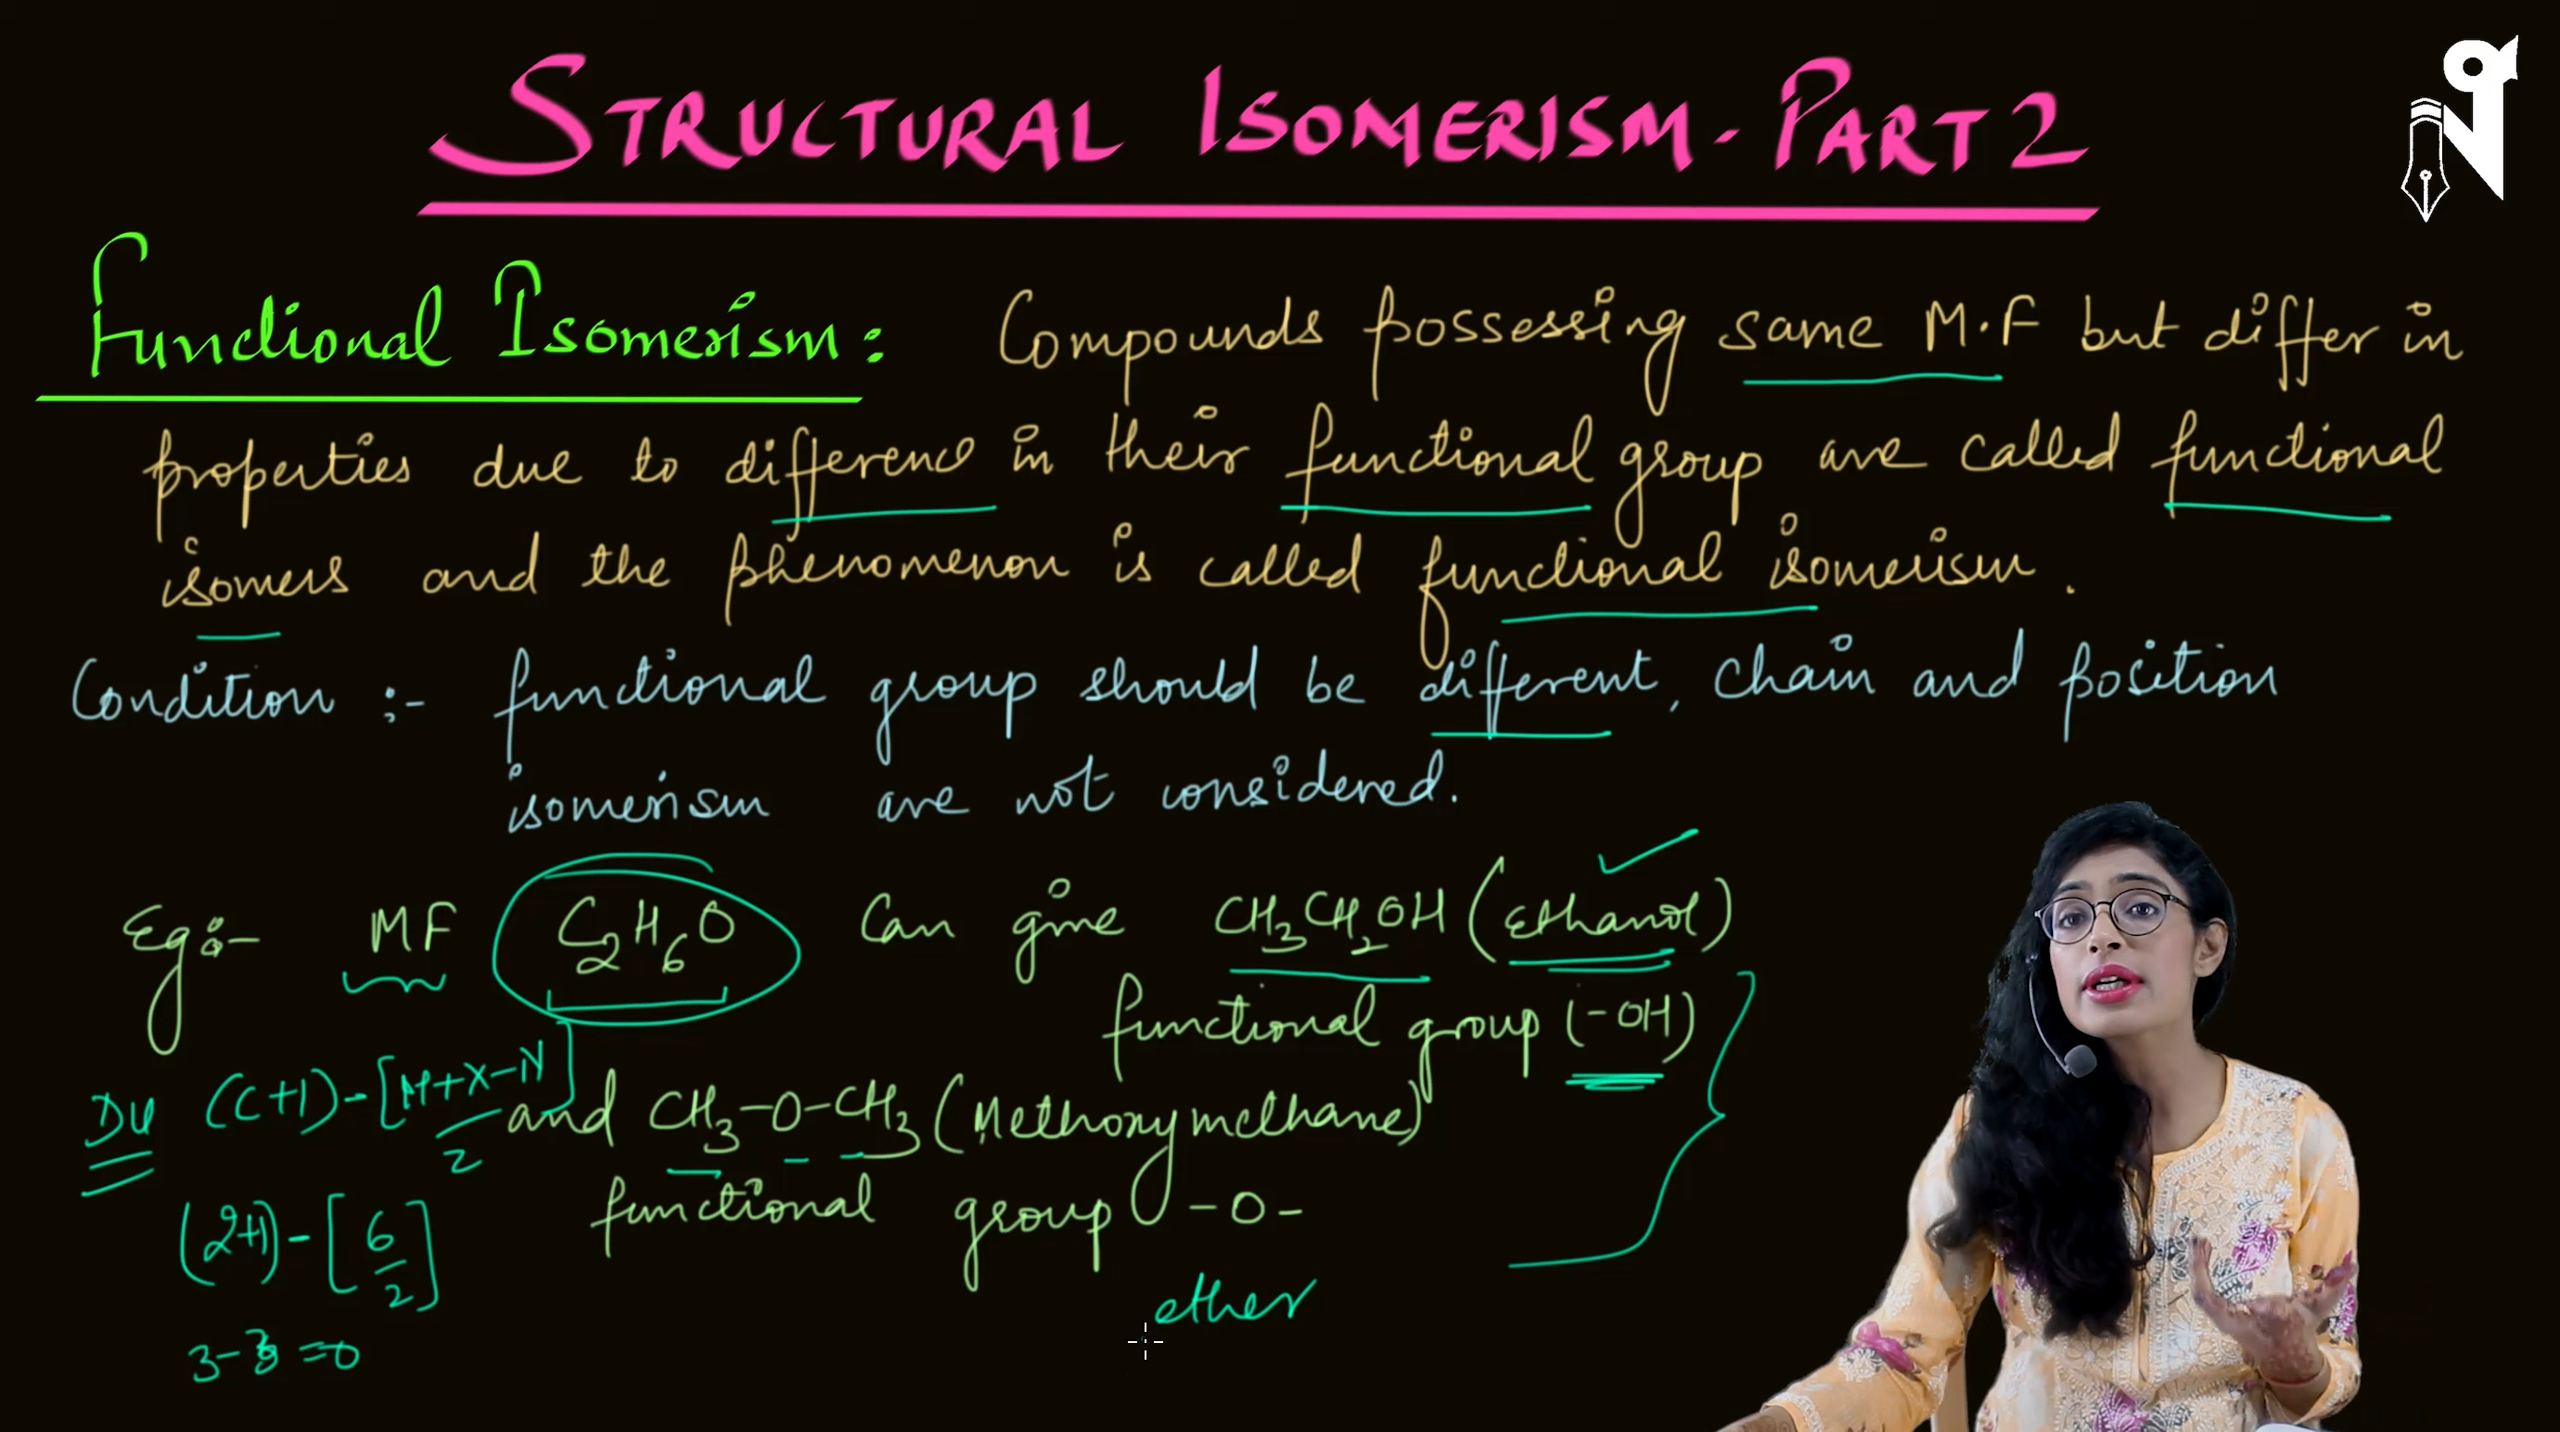 STRUCTURAL ISOMERISM - PART 2
Functional Isomerism : Compounds possessing same M.F but differ in
properties due to difference in their functional group are called functional
isomers and the phenomenon is called functional isomerism.
Condition :- functional group should be different, chain and position
isomerism are not considered.
Eg:- MF C2H6O Can give CH3CH2OH (Ethanol)
functional group (-OH)
DU (C+1)-[H+X-N/2]
and CH3-O-CH3 (Methoxymethane)
functional group -O-
(2+1)-[6/2]
ether
3-3=0